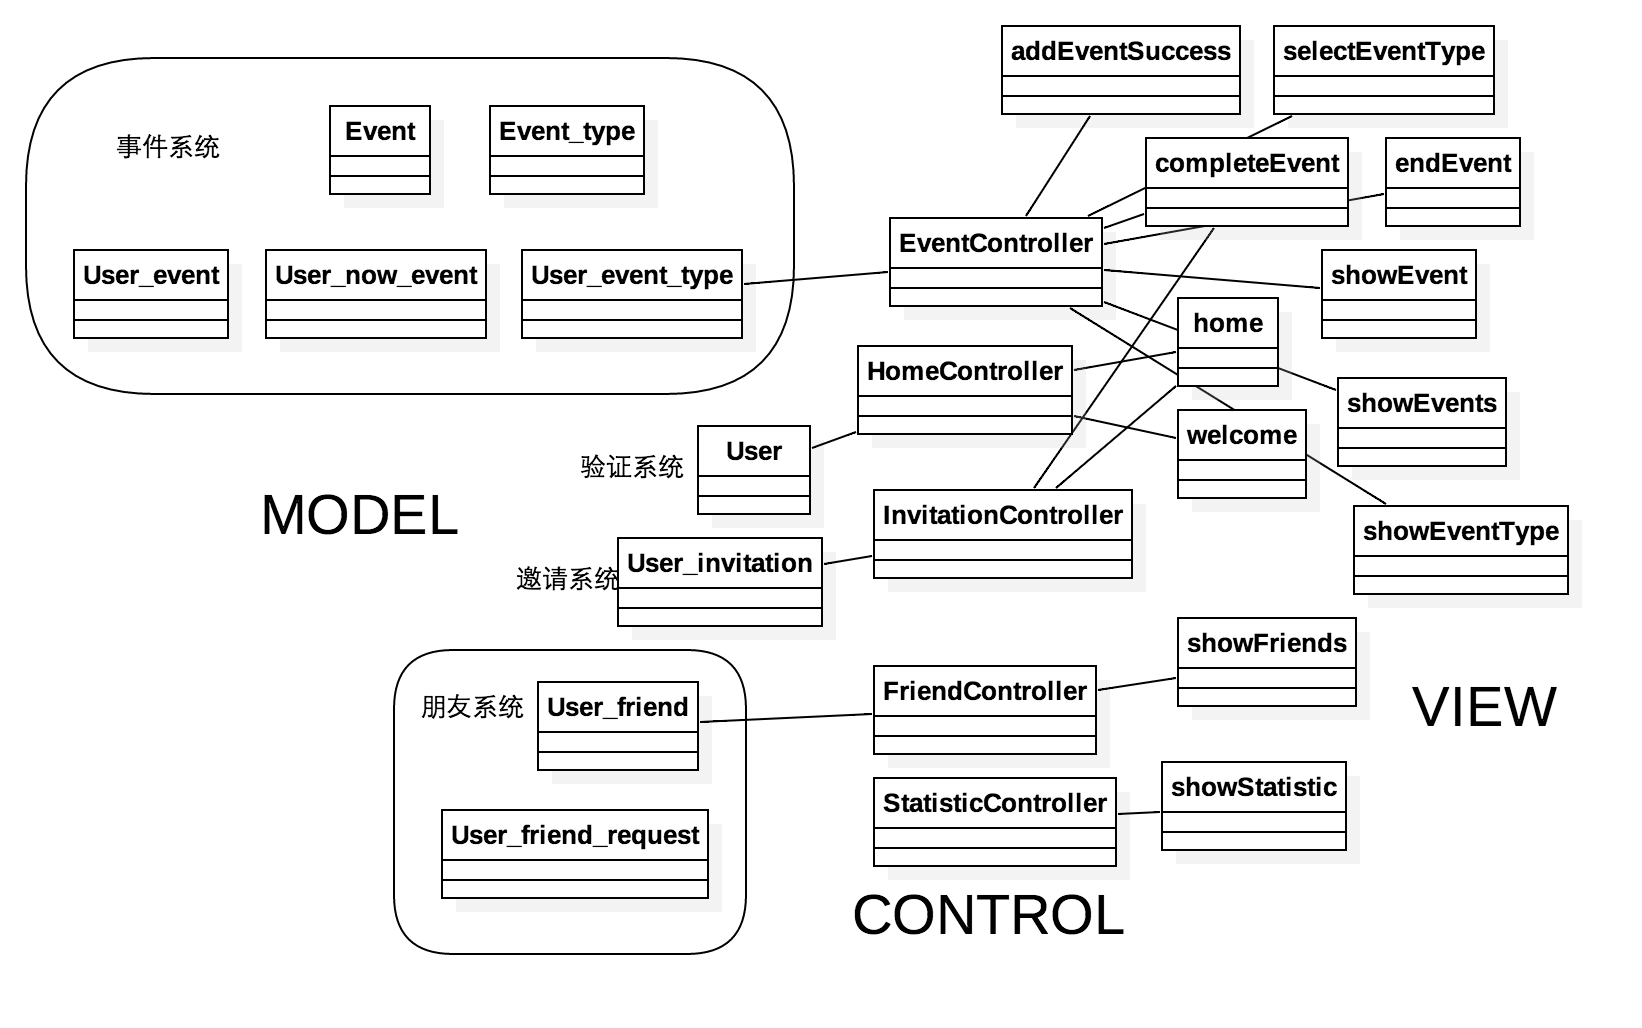 addEventSuccess
selectEventType
事件系统
Event
Event_type
completeEvent
endEvent
User_event
User_now_event
User_event_type
EventController
showEvent
home
HomeController
showEvents
验证系统
User
welcome
MODEL
InvitationController
showEventType
邀请系统
User_invitation
朋友系统
User_friend
FriendController
showFriends
VIEW
User_friend_request
StatisticController
showStatistic
CONTROL